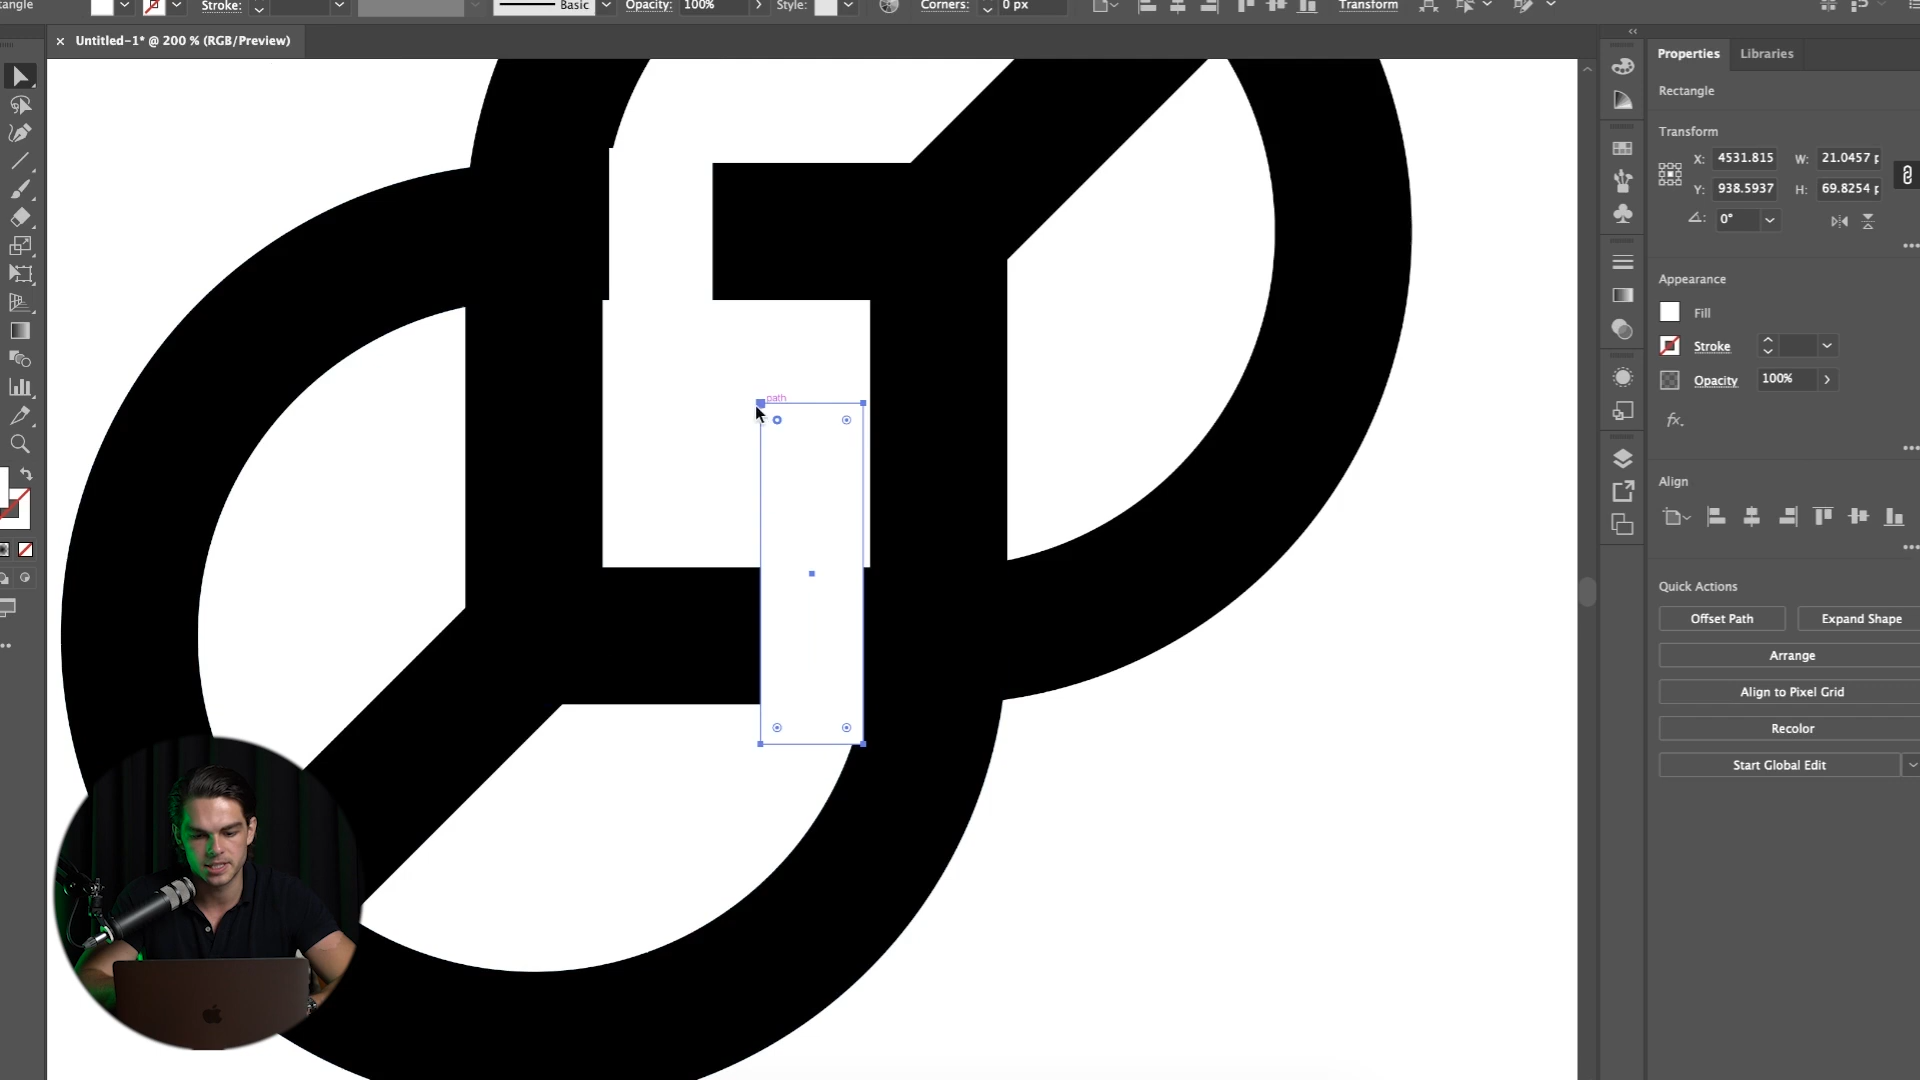 tangle
Stroke:
Basic
Opacity:
100%
Style:
Corners:
0 px
Transform
× Untitled-1* @ 200 % (RGB/Preview)
Properties
Libraries
Rectangle
Transform
X: 4531.815
W: 21.0457 p
Y: 938.5937
H: 69.8254 p
0°
Appearance
Fill
Stroke
Opacity
100%
fx
Align
Quick Actions
Offset Path
Expand Shape
Arrange
Align to Pixel Grid
Recolor
Start Global Edit
path